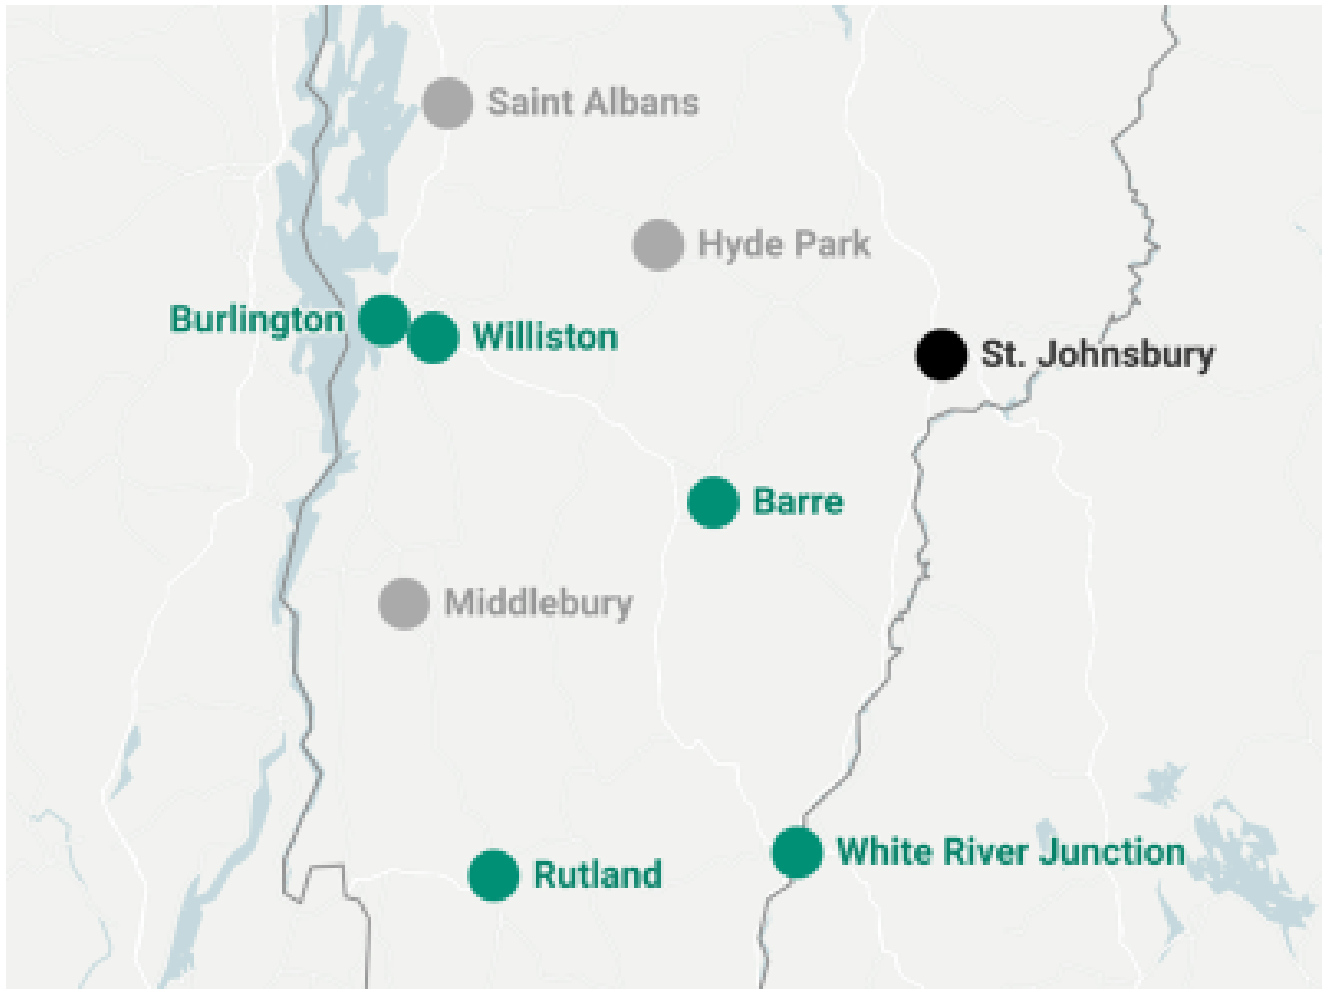 Saint Albans
Hyde Park
Burlington
Williston
St. Johnsbury
Barre
Middlebury
White River Junction
Rutland